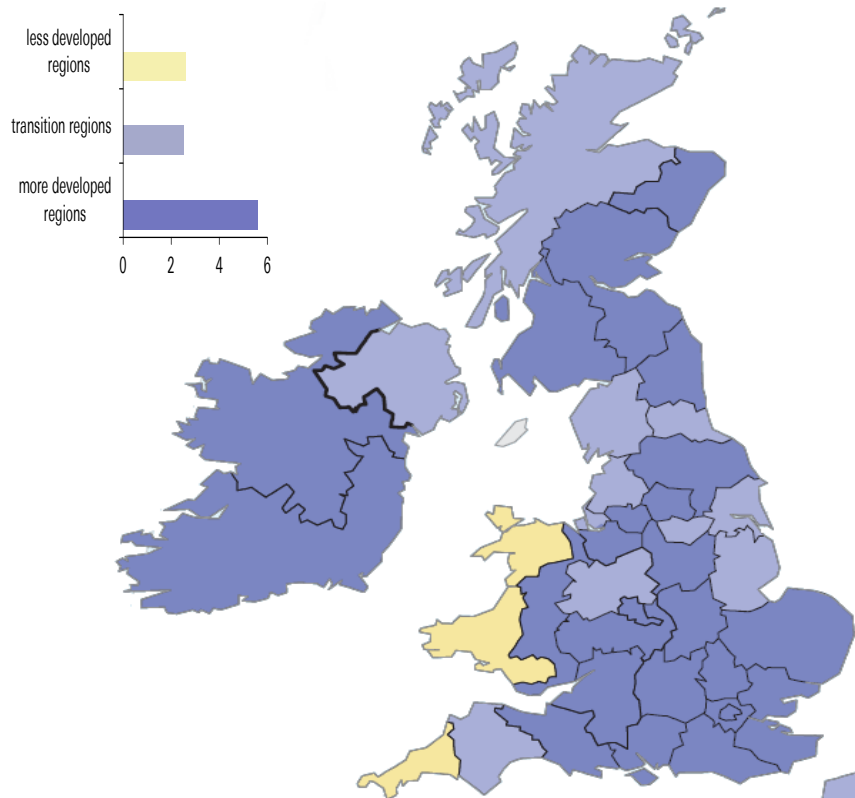 less developed
regions
transition regions
more developed
regions
0 2 4 6